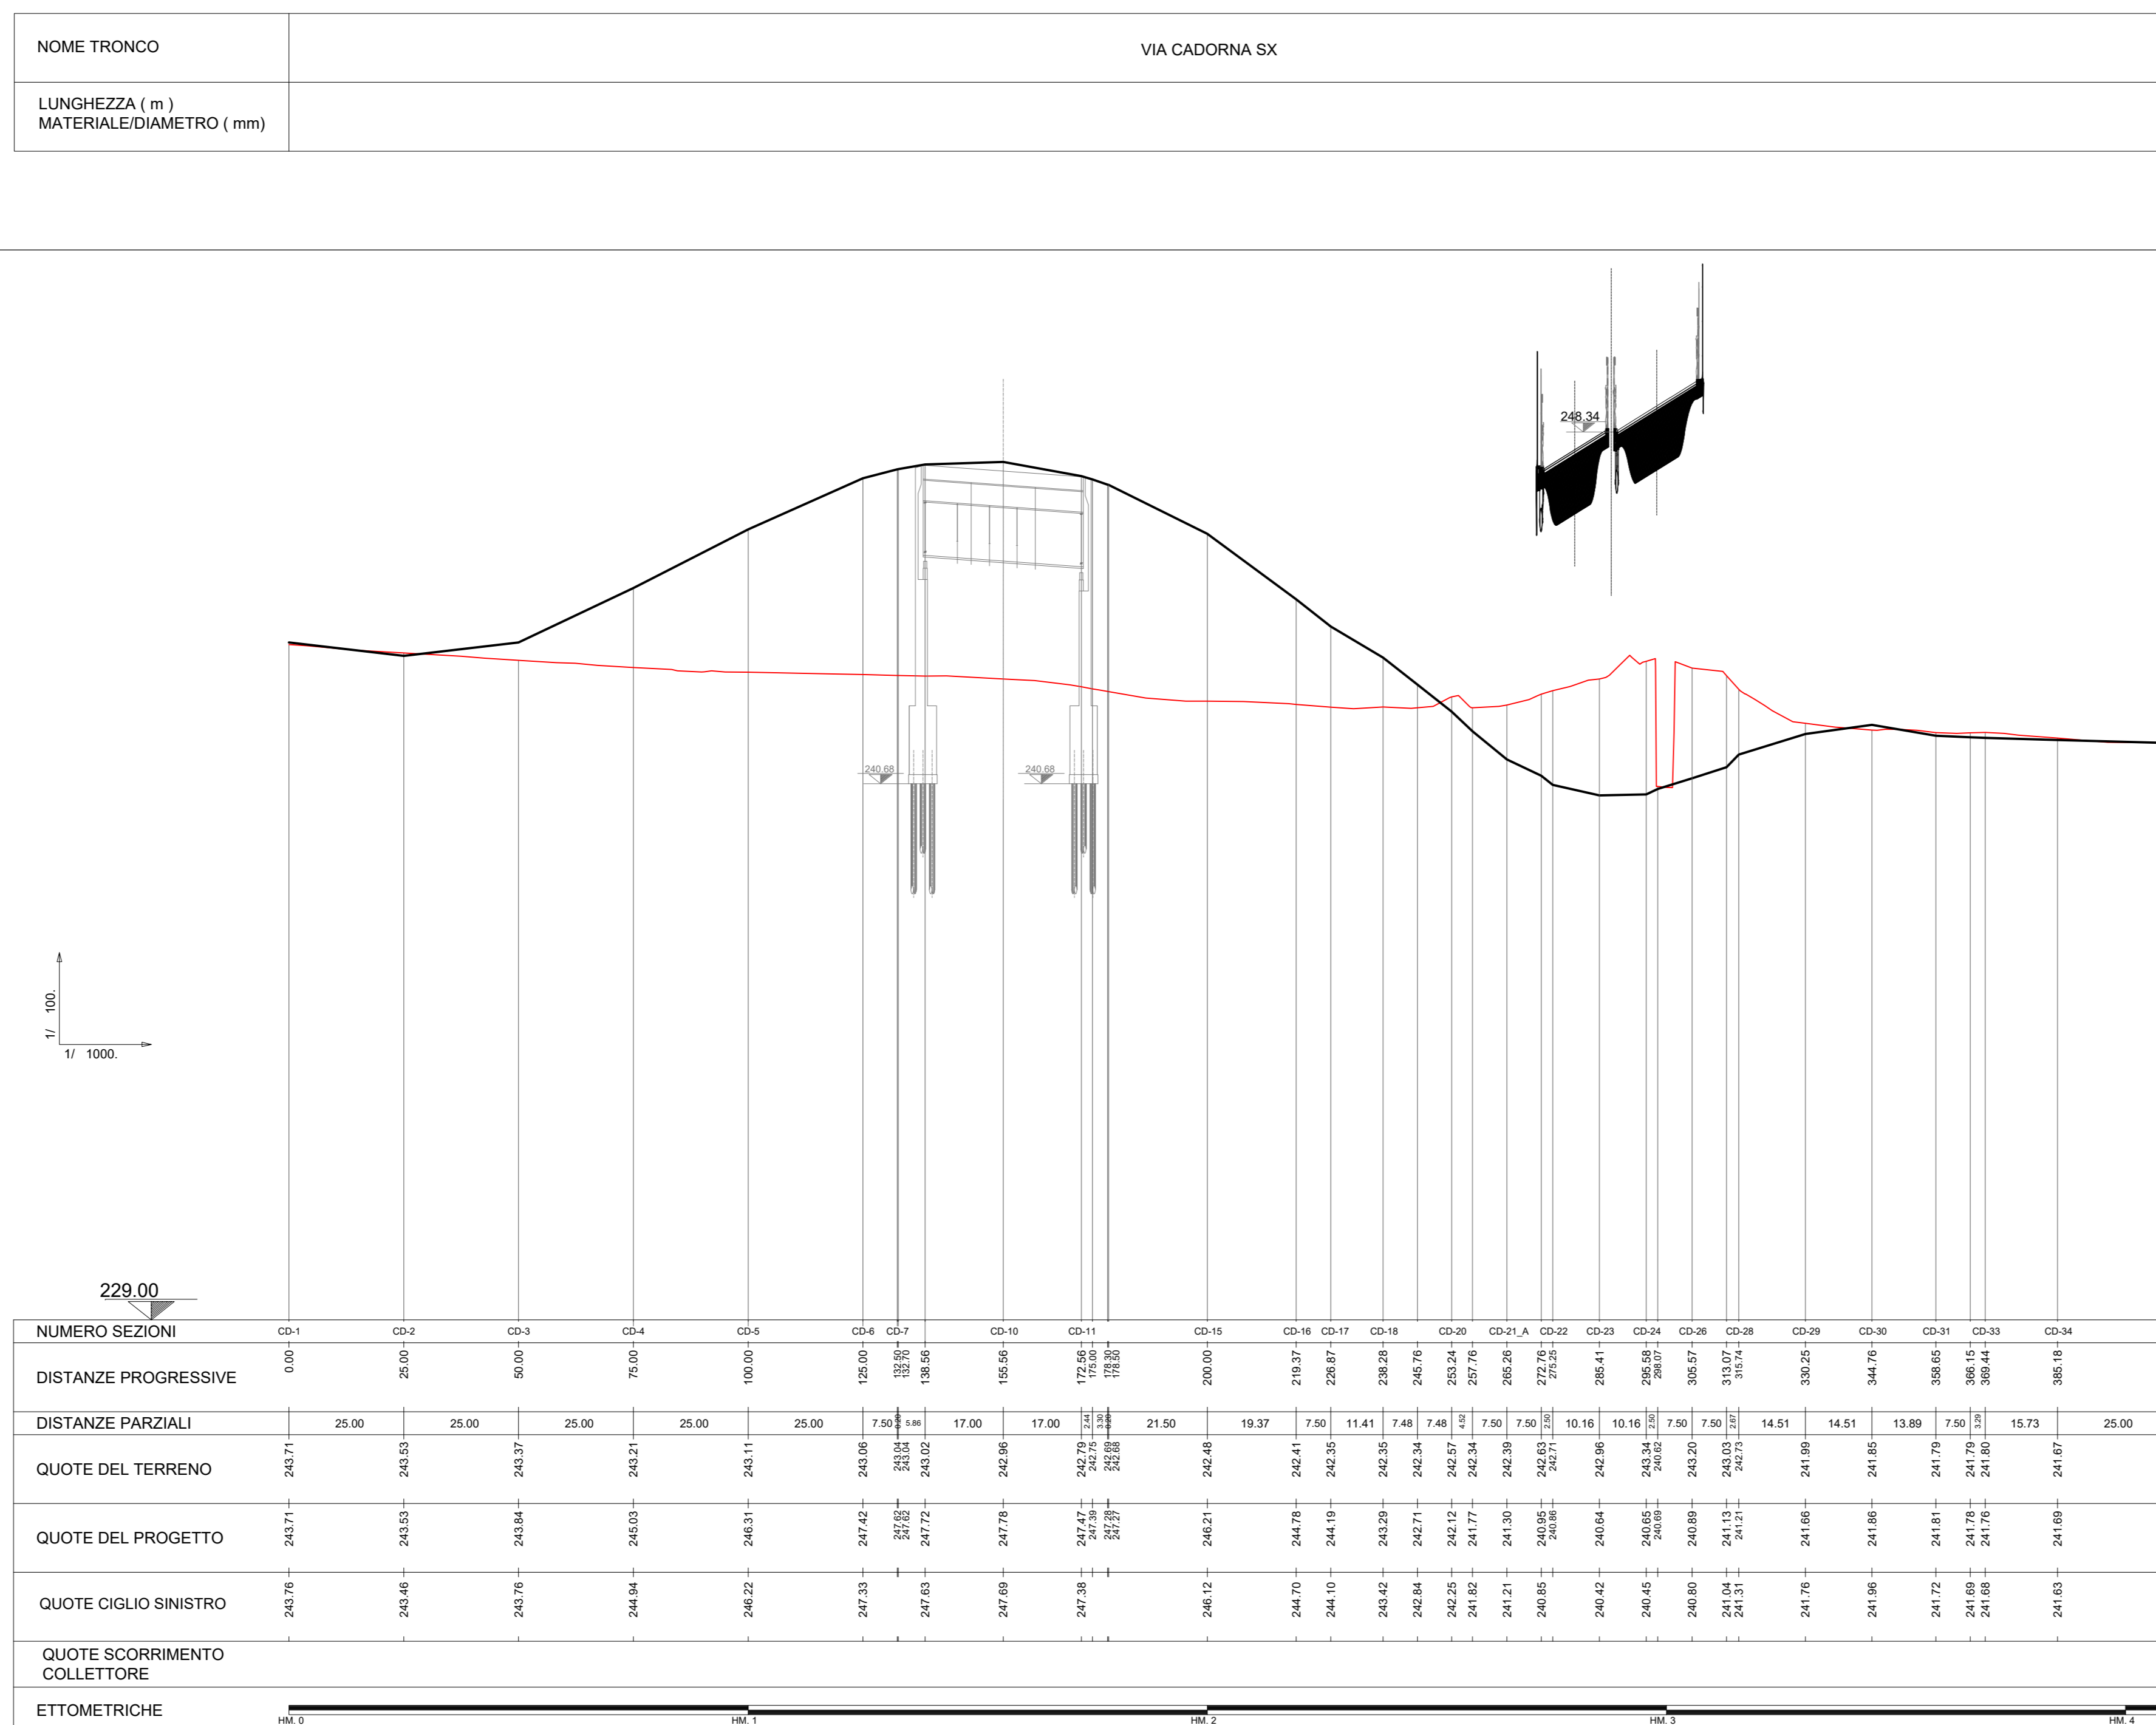 NOME TRONCO
VIA CADORNA SX
LUNGHEZZA ( m )
MATERIALE/DIAMETRO ( mm)
248.34
240.68
240.68
1/ 100.
1/ 1000.
229.00
NUMERO SEZIONI CD-1 CD-2 CD-3 CD-4 CD-5 CD-6 CD-7 CD-10 CD-11 CD-15 CD-16 CD-17 CD-18 CD-20 CD-21_A CD-22 CD-23 CD-24 CD-26 CD-28 CD-29 CD-30 CD-31 CD-33 CD-34
DISTANZE PROGRESSIVE 0.00 25.00 50.00 75.00 100.00 125.00 132.50 132.70 138.56 155.56 172.56 175.00 178.30 178.50 200.00 219.37 226.87 238.28 245.76 253.24 257.76 265.26 272.76 275.25 285.41 295.58 298.07 305.57 313.07 315.74 330.25 344.76 358.65 366.15 369.44 385.18
DISTANZE PARZIALI 25.00 25.00 25.00 25.00 25.00 7.50 0.20 5.86 17.00 17.00 2.44 3.30 0.20 21.50 19.37 7.50 11.41 7.48 7.48 4.52 7.50 7.50 2.50 10.16 10.16 2.50 7.50 7.50 2.67 14.51 14.51 13.89 7.50 3.29 15.73 25.00
QUOTE DEL TERRENO 243.71 243.53 243.37 243.21 243.11 243.06 243.04 243.04 243.02 242.96 242.79 242.75 242.69 242.68 242.48 242.41 242.35 242.35 242.34 242.57 242.34 242.39 242.63 242.71 242.96 243.34 240.62 243.20 243.03 242.73 241.99 241.85 241.79 241.79 241.80 241.67
QUOTE DEL PROGETTO 243.71 243.53 243.84 245.03 246.31 247.42 247.62 247.62 247.72 247.78 247.47 247.39 247.28 247.27 246.21 244.78 244.19 243.29 242.71 242.12 241.77 241.30 240.95 240.86 240.64 240.65 240.69 240.89 241.13 241.21 241.66 241.86 241.81 241.78 241.76 241.69
QUOTE CIGLIO SINISTRO 243.76 243.46 243.76 244.94 246.22 247.33 247.63 247.69 247.38 246.12 244.70 244.10 243.42 242.84 242.25 241.82 241.21 240.85 240.42 240.45 240.80 241.04 241.31 241.76 241.96 241.72 241.69 241.68 241.63
QUOTE SCORRIMENTO
COLLETTORE
ETTOMETRICHE
HM. 0 HM. 1 HM. 2 HM. 3 HM. 4